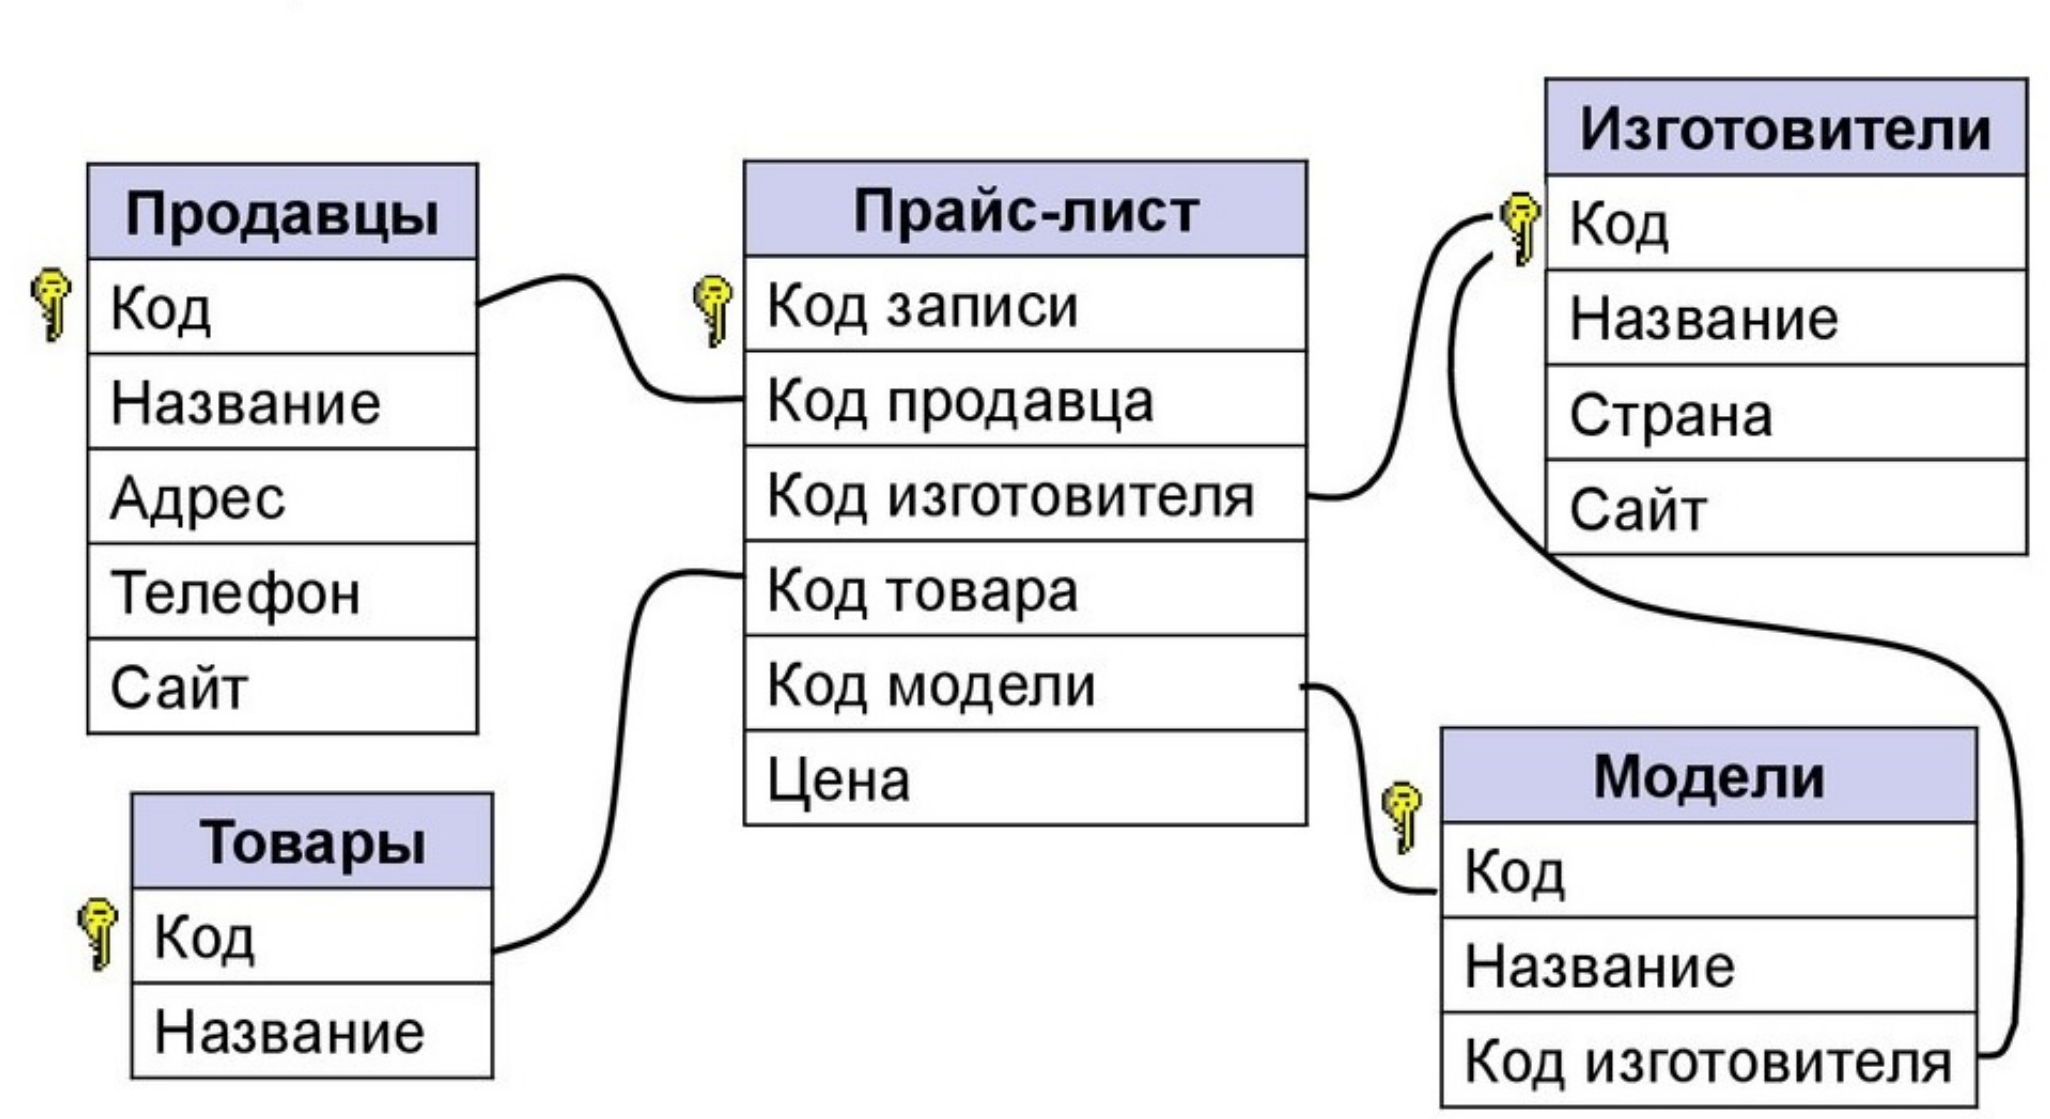 Продавцы
Код
Название
Адрес
Телефон
Сайт
Товары
Код
Название
Прайс-лист
Код записи
Код продавца
Код изготовителя
Код товара
Код модели
Цена
Изготовители
Код
Название
Страна
Сайт
Модели
Код
Название
Код изготовителя